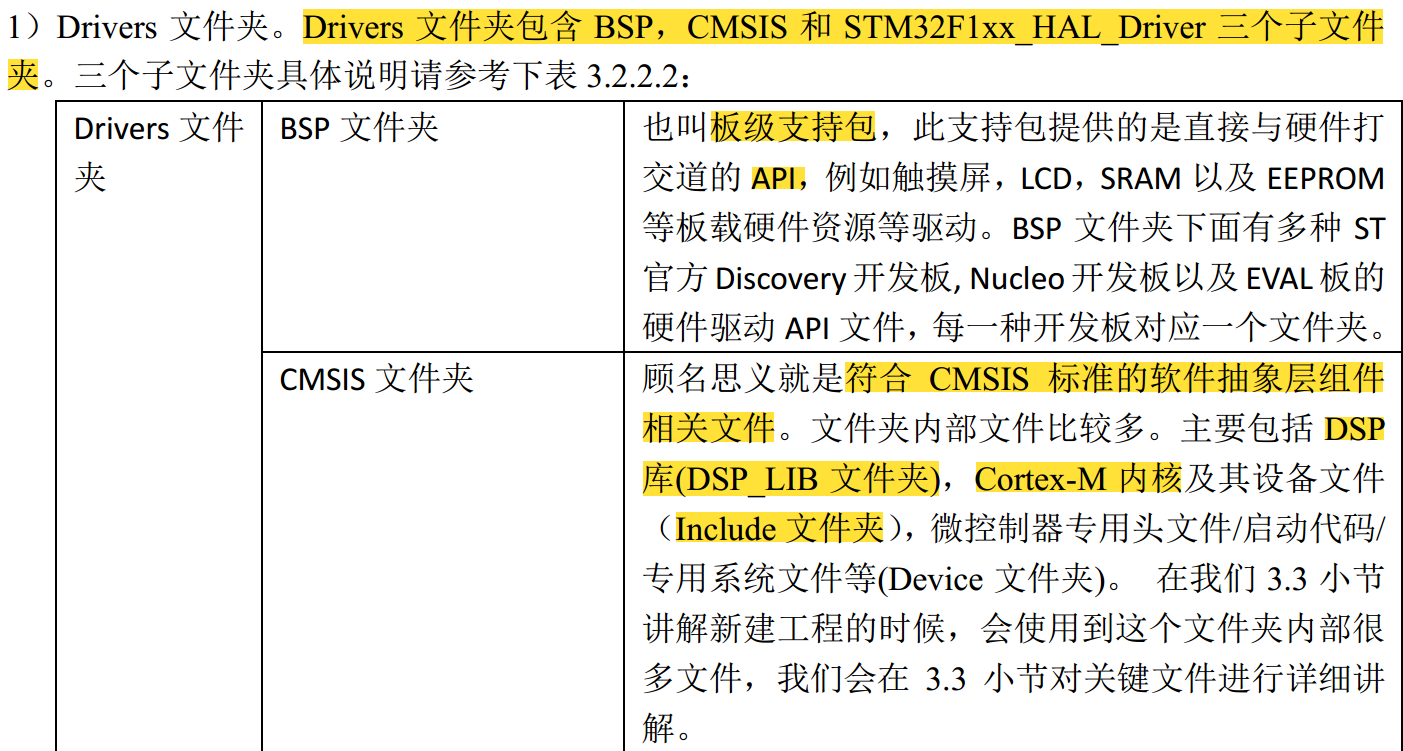 1）Drivers 文件夹。Drivers 文件夹包含 BSP，CMSIS 和 STM32F1xx_HAL_Driver 三个子文件
夹。三个子文件夹具体说明请参考下表 3.2.2.2：
Drivers 文件
夹
BSP 文件夹
也叫板级支持包，此支持包提供的是直接与硬件打
交道的 API，例如触摸屏，LCD，SRAM 以及 EEPROM
等板载硬件资源等驱动。BSP 文件夹下面有多种 ST
官方 Discovery 开发板, Nucleo 开发板以及 EVAL 板的
硬件驱动 API 文件，每一种开发板对应一个文件夹。
CMSIS 文件夹
顾名思义就是符合 CMSIS 标准的软件抽象层组件
相关文件。文件夹内部文件比较多。主要包括 DSP
库(DSP_LIB 文件夹)，Cortex-M 内核及其设备文件
（Include 文件夹），微控制器专用头文件/启动代码/
专用系统文件等(Device 文件夹)。 在我们 3.3 小节
讲解新建工程的时候，会使用到这个文件夹内部很
多文件，我们会在 3.3 小节对关键文件进行详细讲
解。